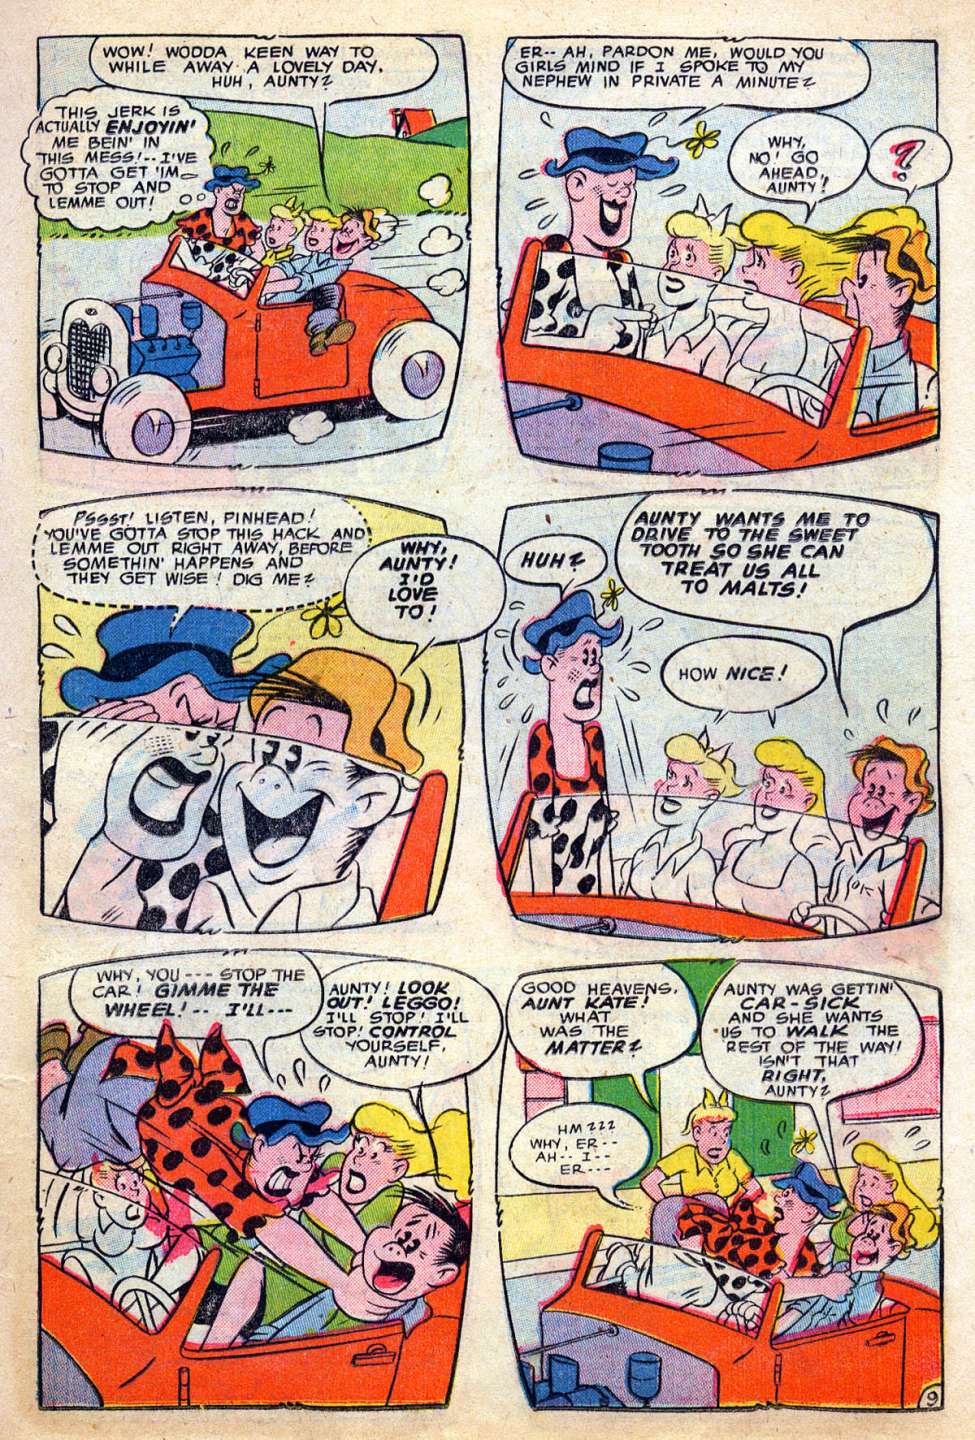 WOW! WODDA KEEN WAY TO
WHILE AWAY A LOVELY DAY,
HUH, AUNTY?
THIS JERK IS
ACTUALLY ENJOYIN'
ME BEIN' IN
THIS MESS!-- I'VE
GOTTA GET 'IM
TO STOP AND
LEMME OUT!
ER-- AH, PARDON ME, WOULD YOU
GIRLS MIND IF I SPOKE TO MY
NEPHEW IN PRIVATE A MINUTE?
WHY,
NO! GO
AHEAD,
AUNTY!
?
PSSST! LISTEN, PINHEAD!
YOU'VE GOTTA STOP THIS HACK AND
LEMME OUT RIGHT AWAY, BEFORE
SOMETHIN' HAPPENS AND
THEY GET WISE! DIG ME?
WHY,
AUNTY!
I'D
LOVE
TO!
HUH?
AUNTY WANTS ME TO
DRIVE TO THE SWEET
TOOTH SO SHE CAN
TREAT US ALL
TO MALTS!
HOW NICE!
WHY, YOU --- STOP THE
CAR! GIMME THE
WHEEL!-- I'LL---
AUNTY! LOOK
OUT! LEGGO!
I'LL STOP! I'LL
STOP! CONTROL
YOURSELF,
AUNTY!
GOOD HEAVENS,
AUNT KATE!
WHAT
WAS THE
MATTER?
AUNTY WAS GETTIN'
CAR-SICK
AND SHE WANTS
US TO WALK THE
REST OF THE WAY!
ISN'T THAT
RIGHT,
AUNTY?
HM???
WHY, ER--
AH-- I--
ER---
9